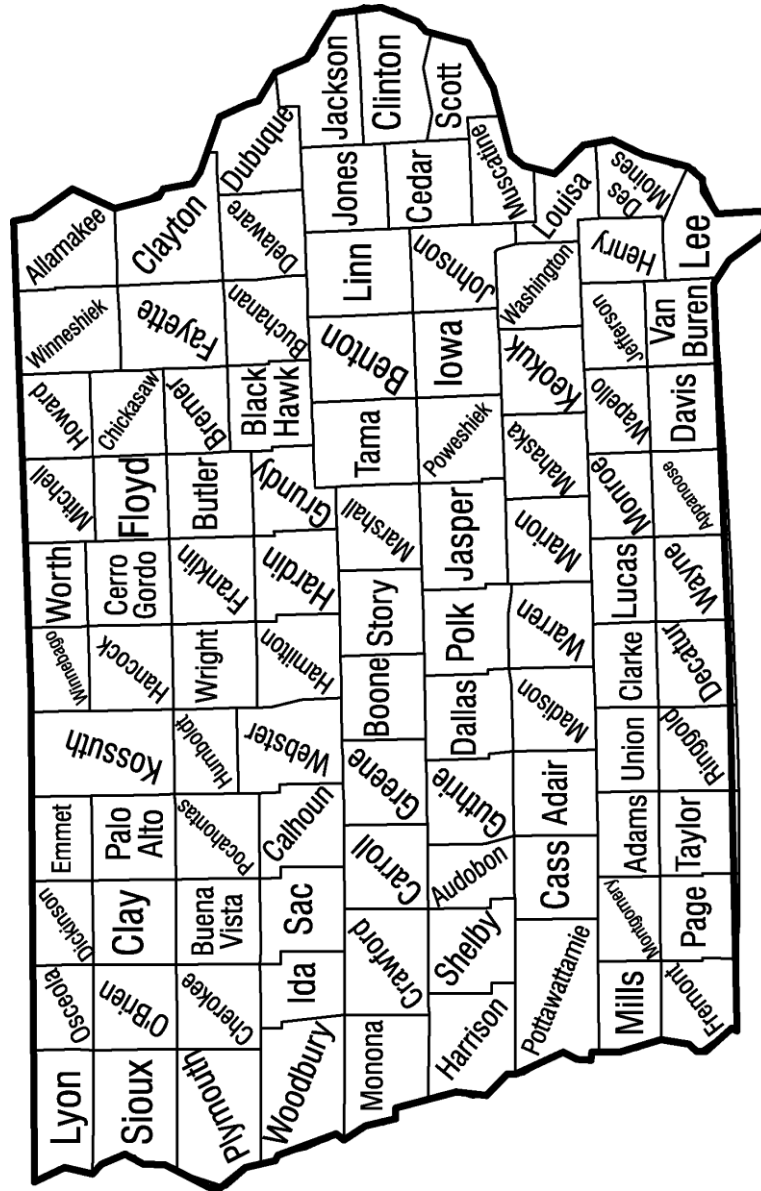 Lyon
Osceola
Dickinson
Emmet
Kossuth
Winnebago
Worth
Mitchell
Howard
Winneshiek
Allamakee
Sioux
O'Brien
Clay
Palo
Alto
Hancock
Cerro
Gordo
Floyd
Chickasaw
Fayette
Clayton
Plymouth
Cherokee
Buena
Vista
Pocahontas
Humboldt
Wright
Franklin
Butler
Bremer
Woodbury
Ida
Sac
Calhoun
Webster
Hamilton
Hardin
Grundy
Black
Hawk
Buchanan
Delaware
Dubuque
Monona
Crawford
Carroll
Greene
Boone
Story
Marshall
Tama
Benton
Linn
Jones
Jackson
Harrison
Shelby
Audobon
Guthrie
Dallas
Polk
Jasper
Poweshiek
Iowa
Johnson
Cedar
Clinton
Scott
Muscatine
Pottawattamie
Cass
Adair
Madison
Warren
Marion
Mahaska
Keokuk
Washington
Louisa
Mills
Montgomery
Adams
Union
Clarke
Lucas
Monroe
Wapello
Jefferson
Henry
Des
Moines
Fremont
Page
Taylor
Ringgold
Decatur
Wayne
Appanoose
Davis
Van
Buren
Lee